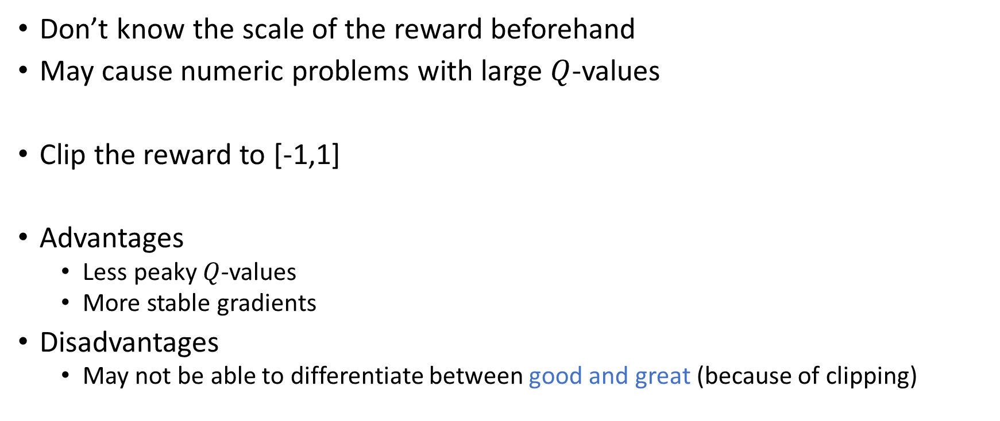 • Don’t know the scale of the reward beforehand
• May cause numeric problems with large Q-values
• Clip the reward to [-1,1]
• Advantages
• Less peaky Q-values
• More stable gradients
• Disadvantages
• May not be able to differentiate between good and great (because of clipping)